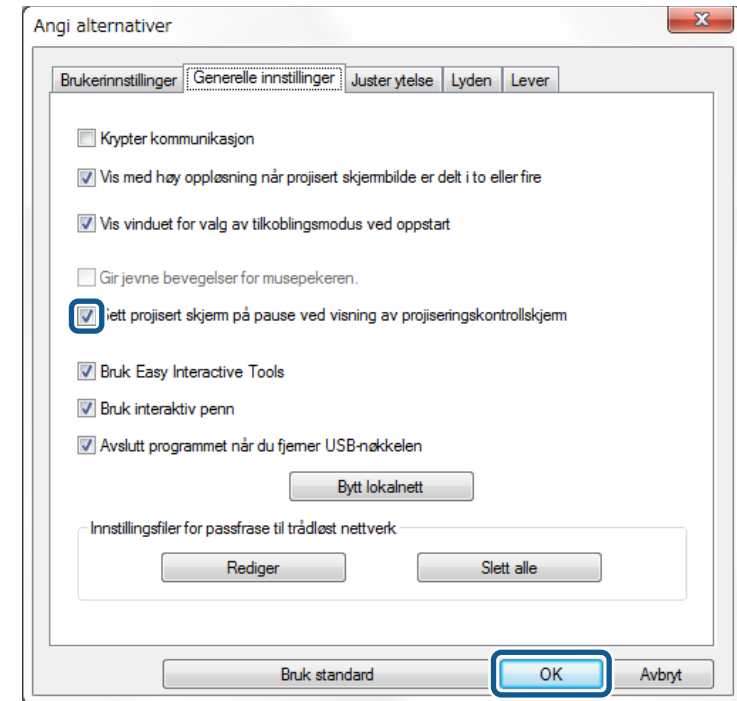 Angi alternativer
Brukerinnstillinger Generelle innstillinger Juster ytelse Lyden Lever
Krypter kommunikasjon
Vis med høy oppløsning når projisert skjermbilde er delt i to eller fire
Vis vinduet for valg av tilkoblingsmodus ved oppstart
Gir jevne bevegelser for musepekeren.
Sett projisert skjerm på pause ved visning av projiseringskontrollskjerm
Bruk Easy Interactive Tools
Bruk interaktiv penn
Avslutt programmet når du fjerner USB-nøkkelen
Bytt lokalnett
Innstillingsfiler for passfrase til trådløst nettverk
Rediger Slett alle
Bruk standard OK Avbryt